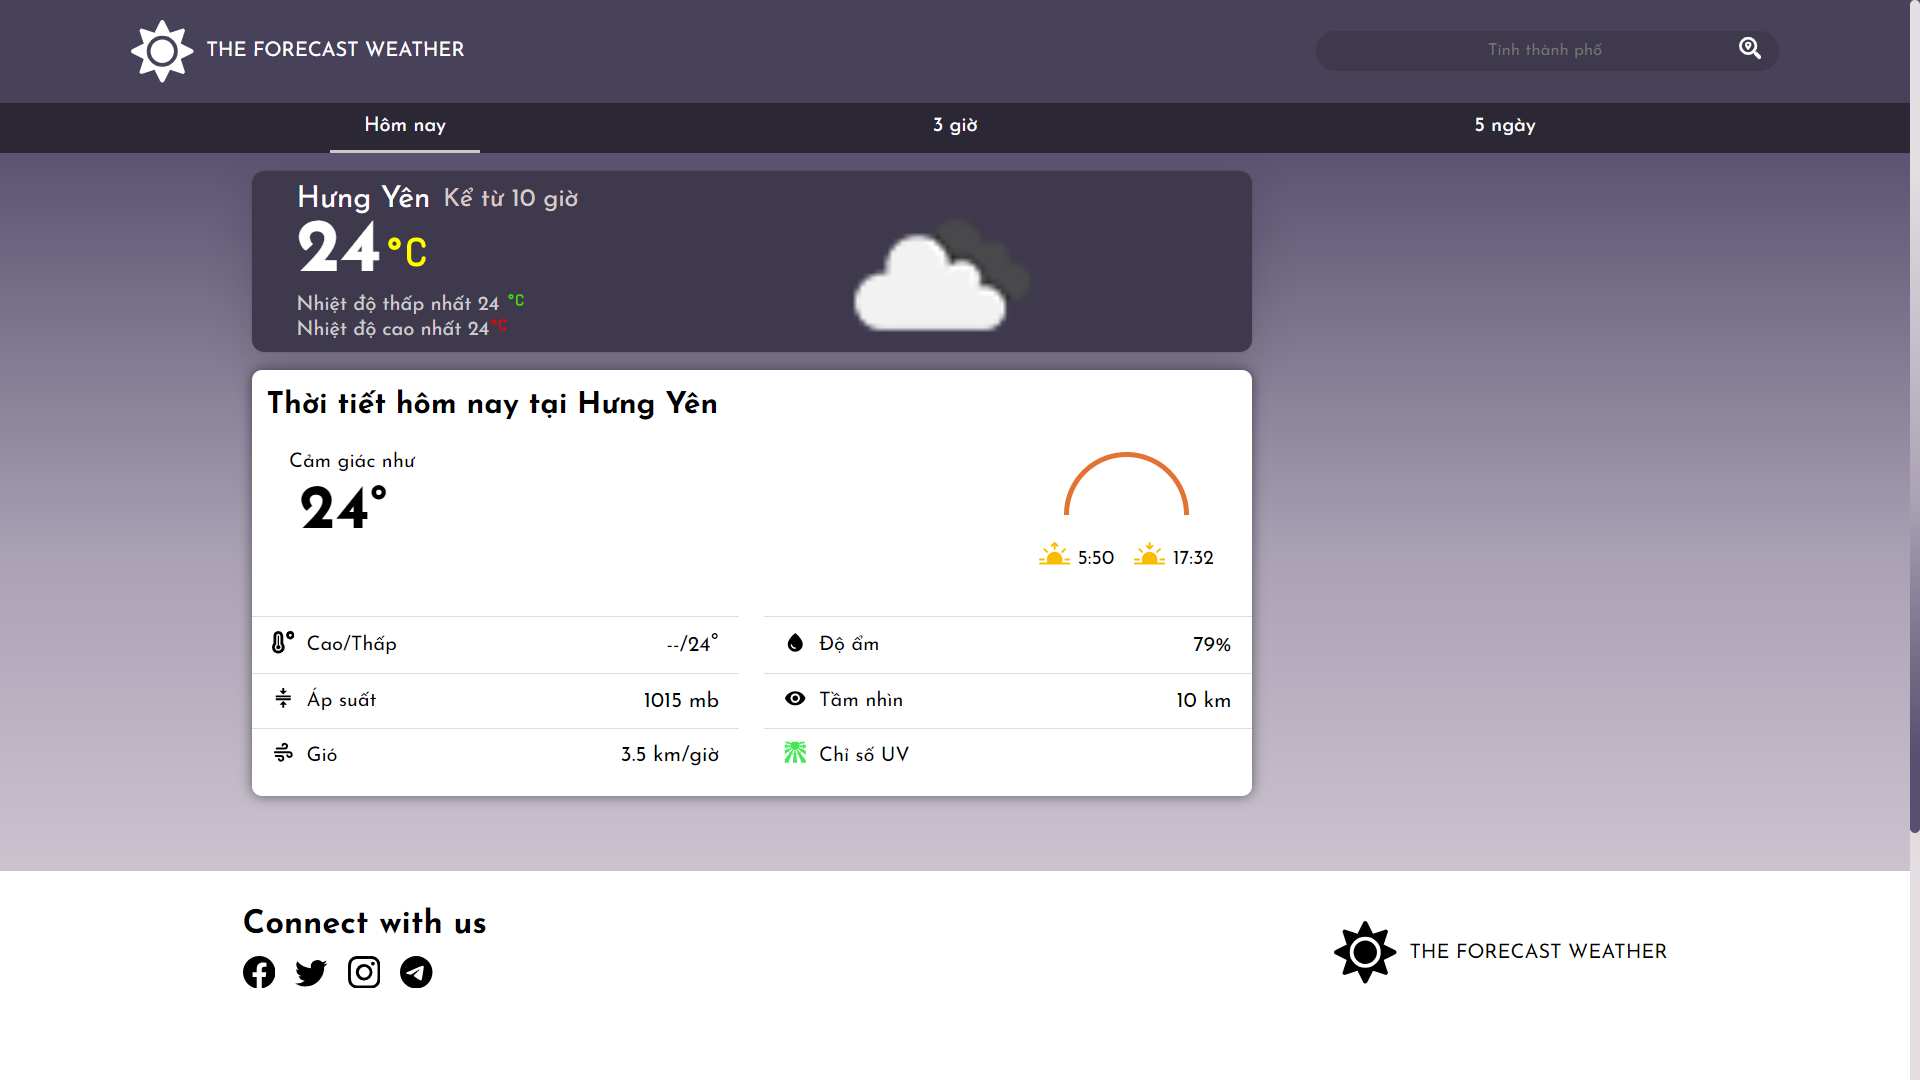 THE FORECAST WEATHER
Tỉnh thành phố
Hôm nay
3 giờ
5 ngày
Hưng Yên Kể từ 10 giờ
24°C
Nhiệt độ thấp nhất 24 °C
Nhiệt độ cao nhất 24°C
Thời tiết hôm nay tại Hưng Yên
Cảm giác như
24°
5:50
17:32
Cao/Thấp
--/24°
Độ ẩm
79%
Áp suất
1015 mb
Tầm nhìn
10 km
Gió
3.5 km/giờ
Chỉ số UV
Connect with us
THE FORECAST WEATHER